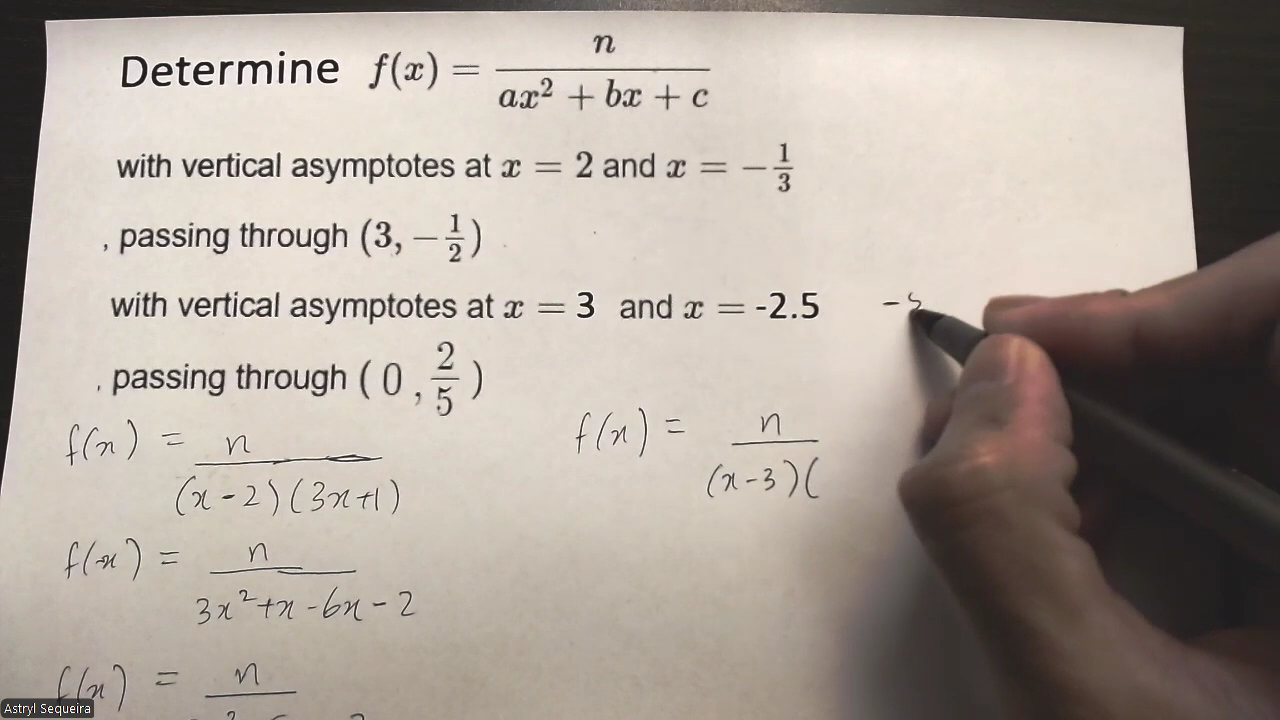 Determine f(x) = n / (ax² + bx + c)
with vertical asymptotes at x = 2 and x = -1/3
, passing through (3, -1/2)
with vertical asymptotes at x = 3 and x = -2.5
, passing through (0, 2/5)
f(x) = n / (x-2)(3x+1)
f(x) = n / 3x²+x-6x-2
f(x) = n
f(x) = n / (x-3)(
Astryl Sequeira